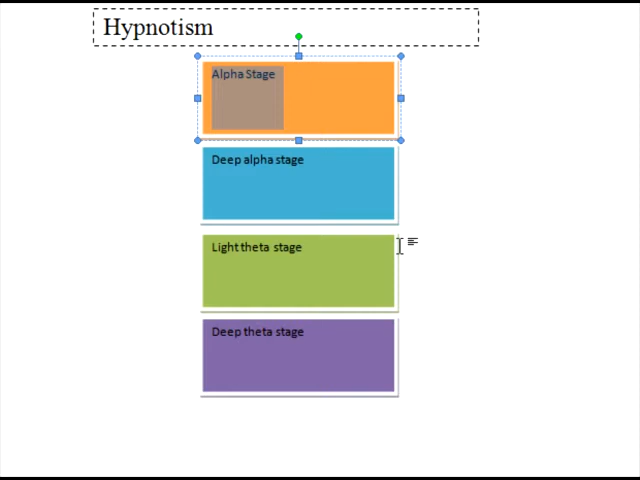 Hypnotism
Alpha Stage
Deep alpha stage
Light theta stage
Deep theta stage